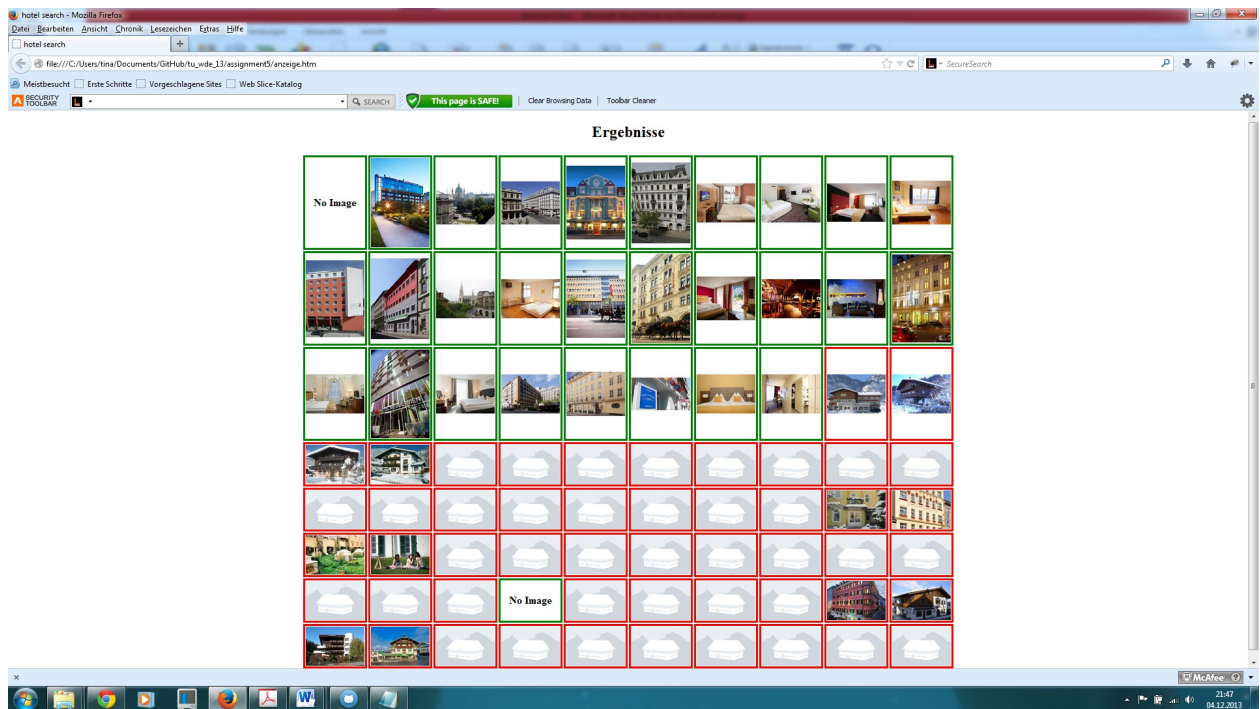 hotel search - Mozilla Firefox
Datei Bearbeiten Ansicht Chronik Lesezeichen Extras Hilfe
hotel search +
file:///C:/Users/tina/Documents/GitHub/tu_wde_13/assignment5/anzeige.htm
SecureSearch
Meistbesucht Erste Schritte Vorgeschlagene Sites Web Slice-Katalog
SECURITY TOOLBAR SEARCH This page is SAFE! Clear Browsing Data Toolbar Cleaner
Ergebnisse
No Image
No Image
McAfee
21:47
04.12.2013